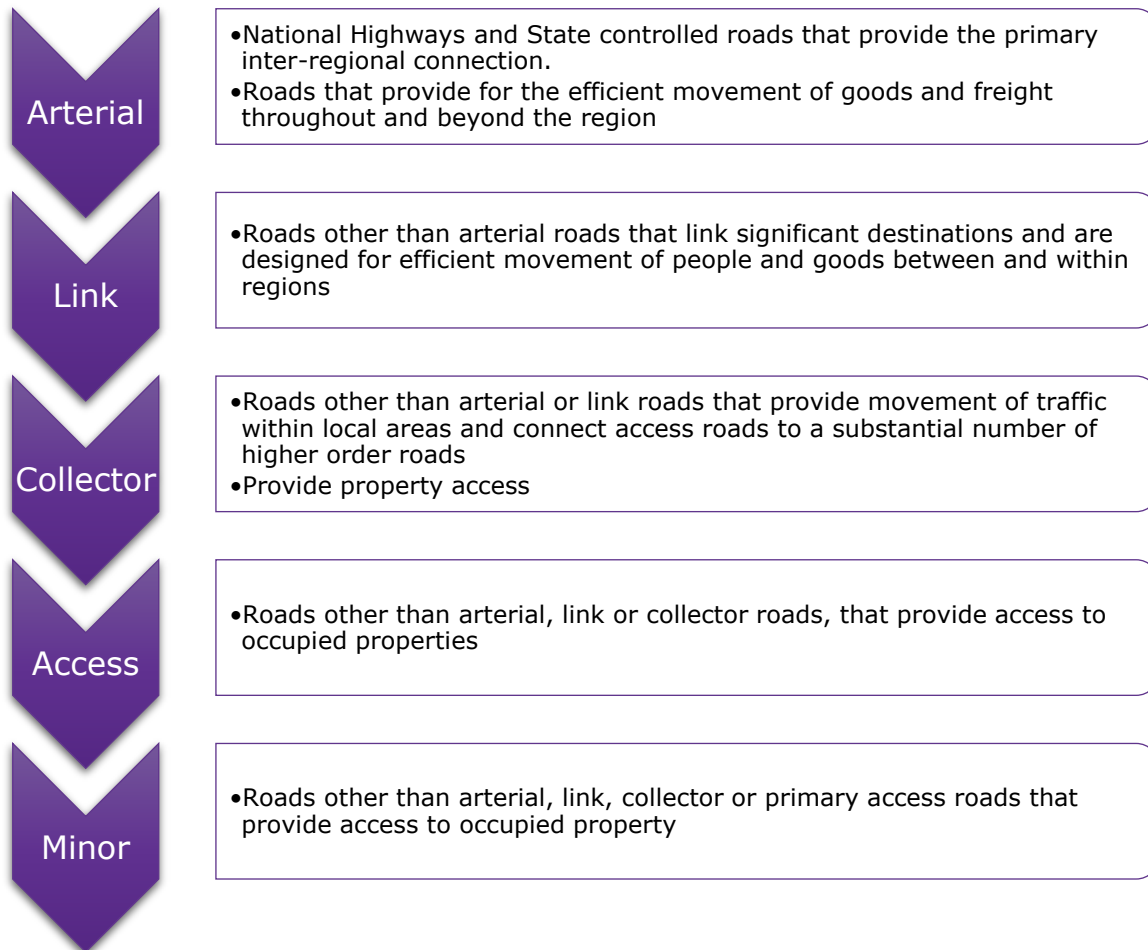 Arterial
•National Highways and State controlled roads that provide the primary
inter-regional connection.
•Roads that provide for the efficient movement of goods and freight
throughout and beyond the region
Link
•Roads other than arterial roads that link significant destinations and are
designed for efficient movement of people and goods between and within
regions
Collector
•Roads other than arterial or link roads that provide movement of traffic
within local areas and connect access roads to a substantial number of
higher order roads
•Provide property access
Access
•Roads other than arterial, link or collector roads, that provide access to
occupied properties
Minor
•Roads other than arterial, link, collector or primary access roads that
provide access to occupied property